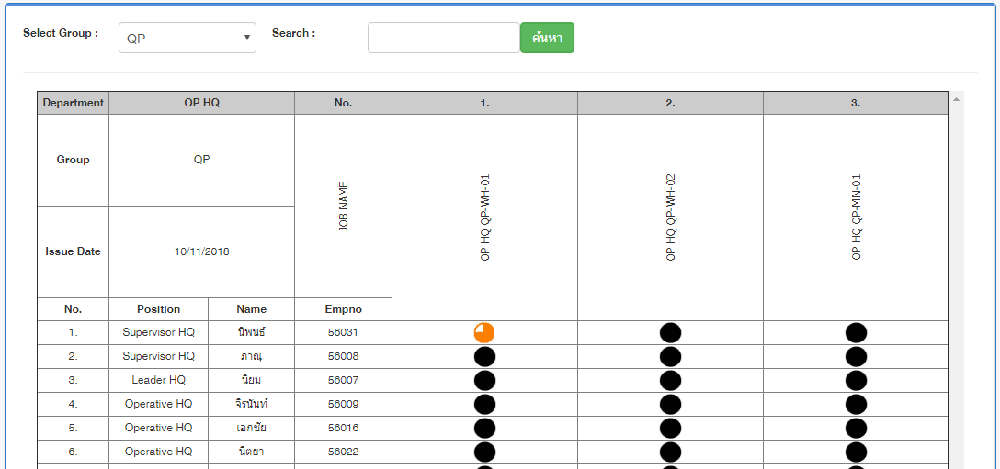 Select Group : QP Search : ค้นหา
Department OP HQ No. 1. 2. 3.
Group QP
JOB NAME
OP HQ QP-WH-01
OP HQ QP-WH-02
OP HQ QP-MN-01
Issue Date 10/11/2018
No. Position Name Empno
1. Supervisor HQ นิพนธ์ 56031
2. Supervisor HQ ภาณุ 56008
3. Leader HQ นิยม 56007
4. Operative HQ จิรนันท์ 56009
5. Operative HQ เอกชัย 56016
6. Operative HQ นิตยา 56022